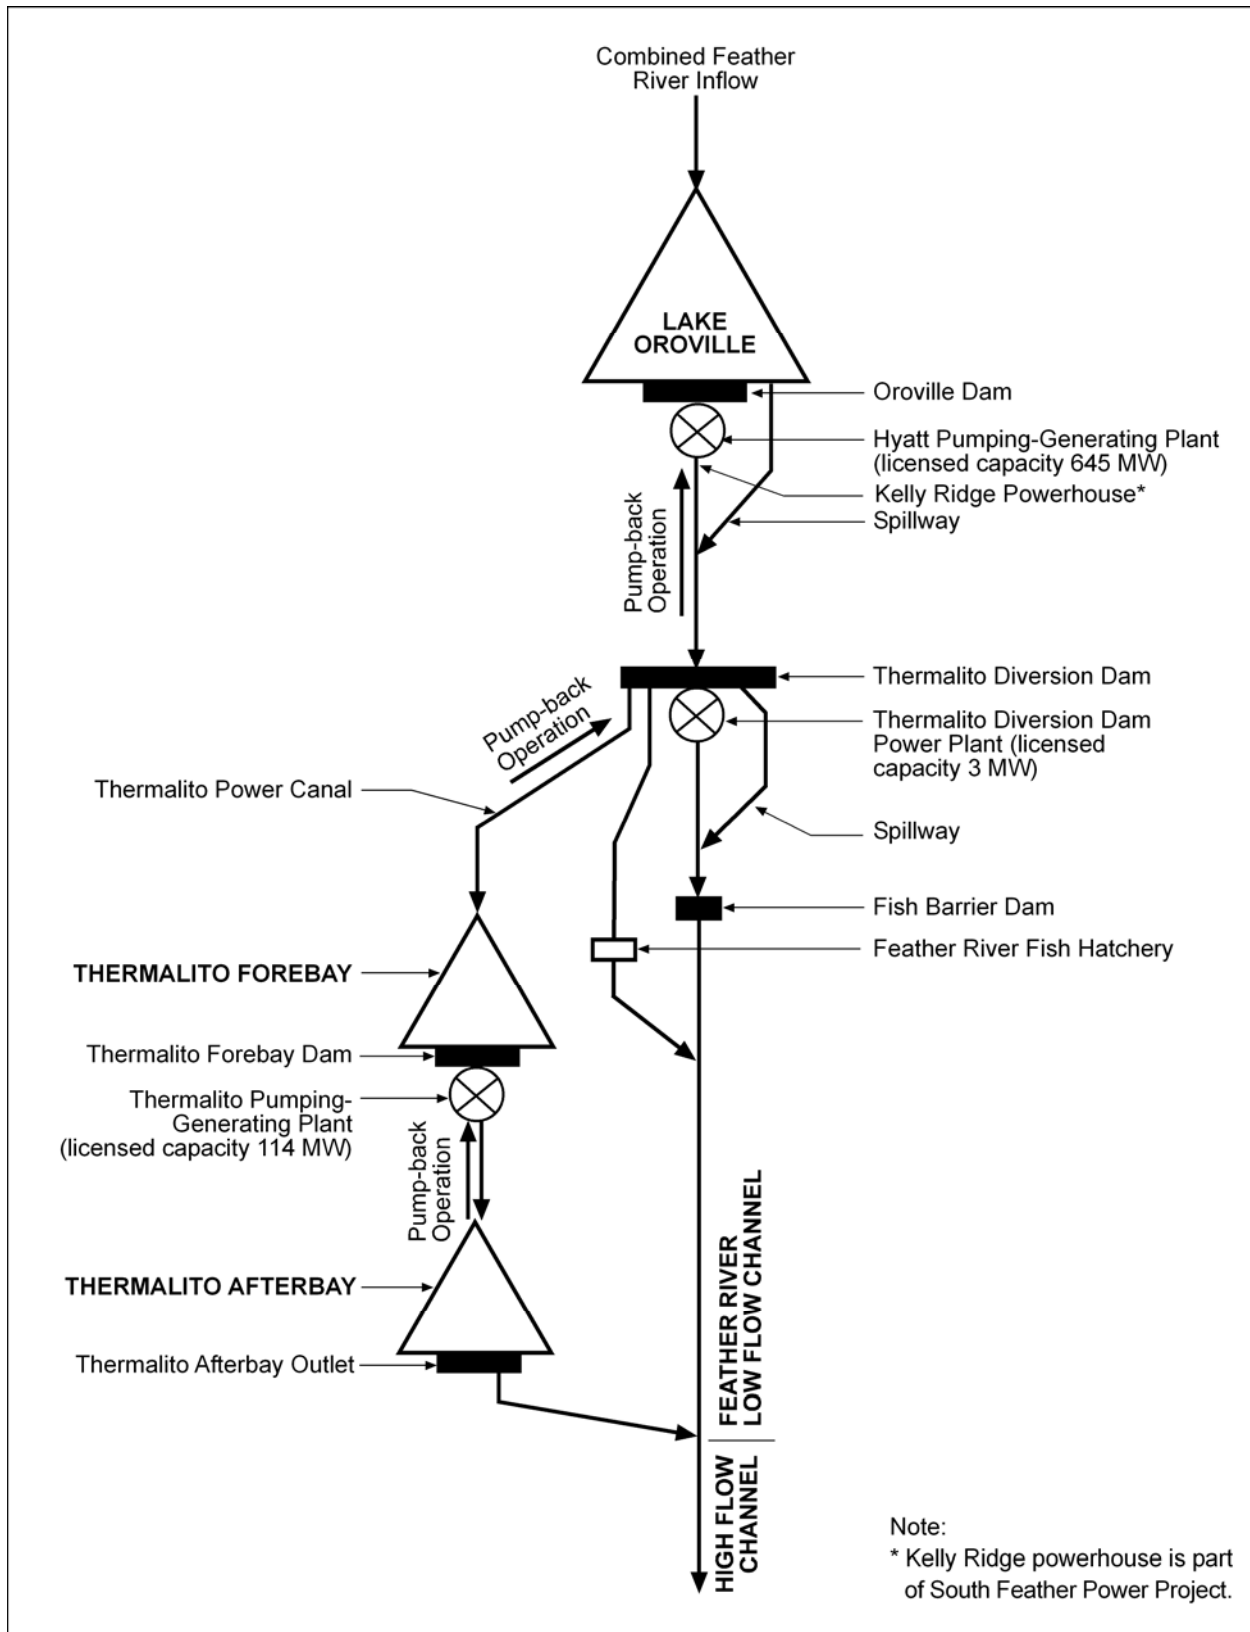 Combined Feather
River Inflow
LAKE
OROVILLE
Oroville Dam
Hyatt Pumping-Generating Plant
(licensed capacity 645 MW)
Kelly Ridge Powerhouse*
Spillway
Pump-back
Operation
Thermalito Diversion Dam
Pump-back
Operation
Thermalito Diversion Dam
Power Plant (licensed
capacity 3 MW)
Thermalito Power Canal
Spillway
Fish Barrier Dam
Feather River Fish Hatchery
THERMALITO FOREBAY
Thermalito Forebay Dam
Thermalito Pumping-
Generating Plant
(licensed capacity 114 MW)
Pump-back
Operation
THERMALITO AFTERBAY
Thermalito Afterbay Outlet
FEATHER RIVER
LOW FLOW CHANNEL
HIGH FLOW
CHANNEL
Note:
* Kelly Ridge powerhouse is part
of South Feather Power Project.